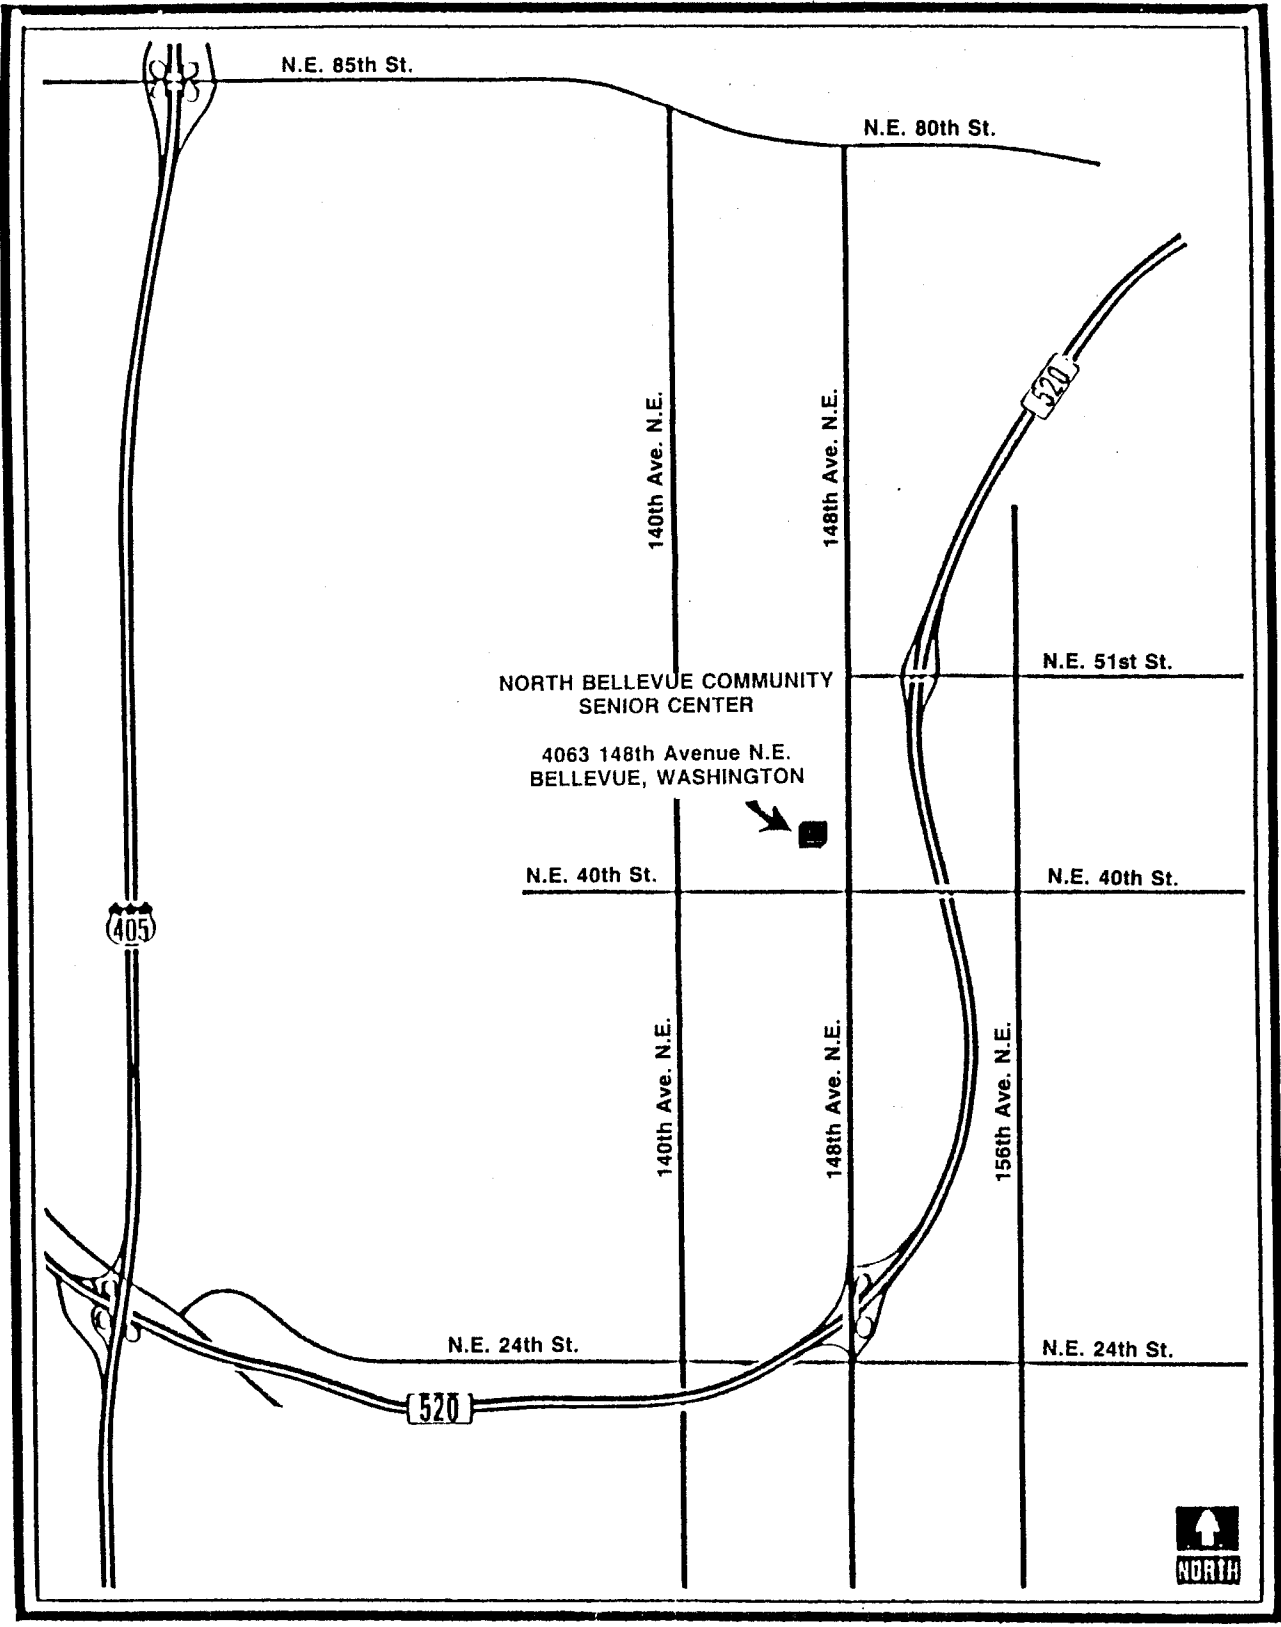 N.E. 85th St.
N.E. 80th St.
520
140th Ave. N.E.
148th Ave. N.E.
N.E. 51st St.
NORTH BELLEVUE COMMUNITY
SENIOR CENTER
4063 148th Avenue N.E.
BELLEVUE, WASHINGTON
N.E. 40th St.
N.E. 40th St.
405
140th Ave. N.E.
148th Ave. N.E.
156th Ave. N.E.
N.E. 24th St.
N.E. 24th St.
520
NORTH